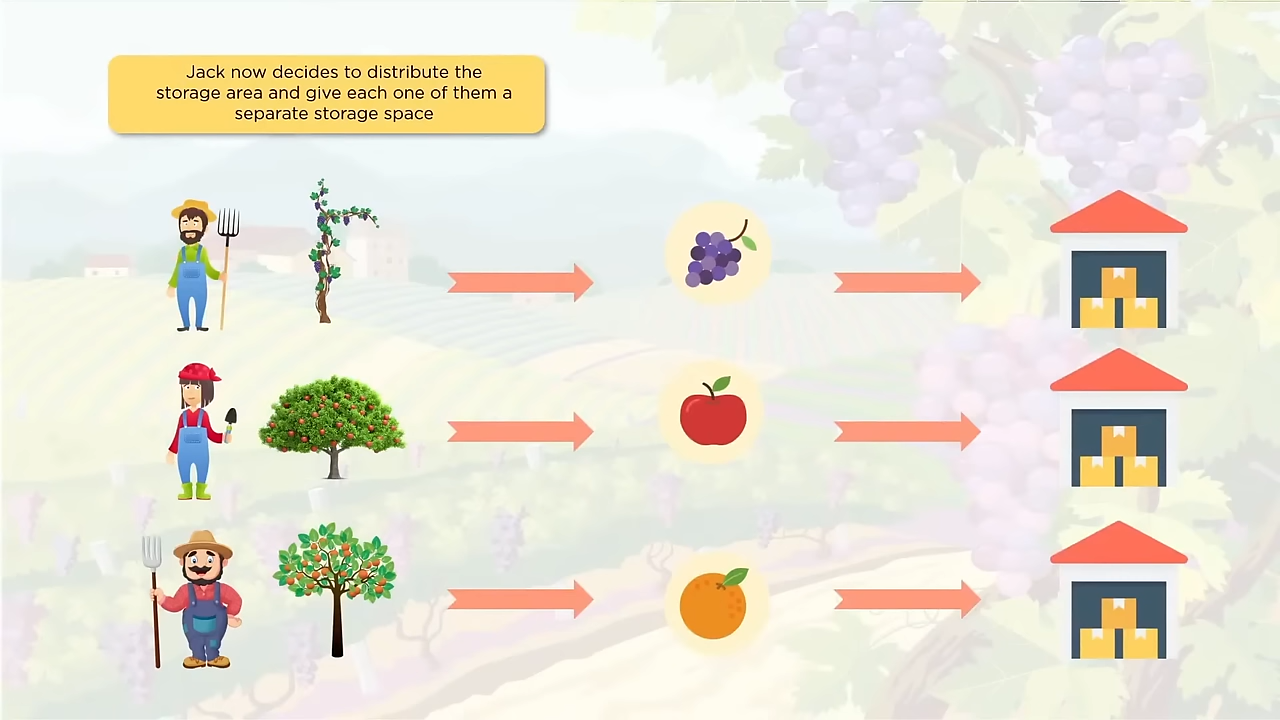 Jack now decides to distribute the
storage area and give each one of them a
separate storage space